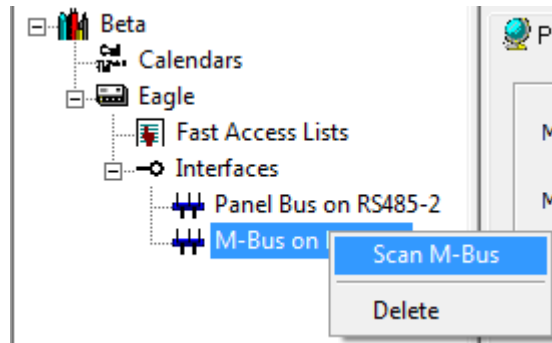 Beta
Calendars
Eagle
Fast Access Lists
Interfaces
Panel Bus on RS485-2
M-Bus on
Scan M-Bus
Delete
P
M
M